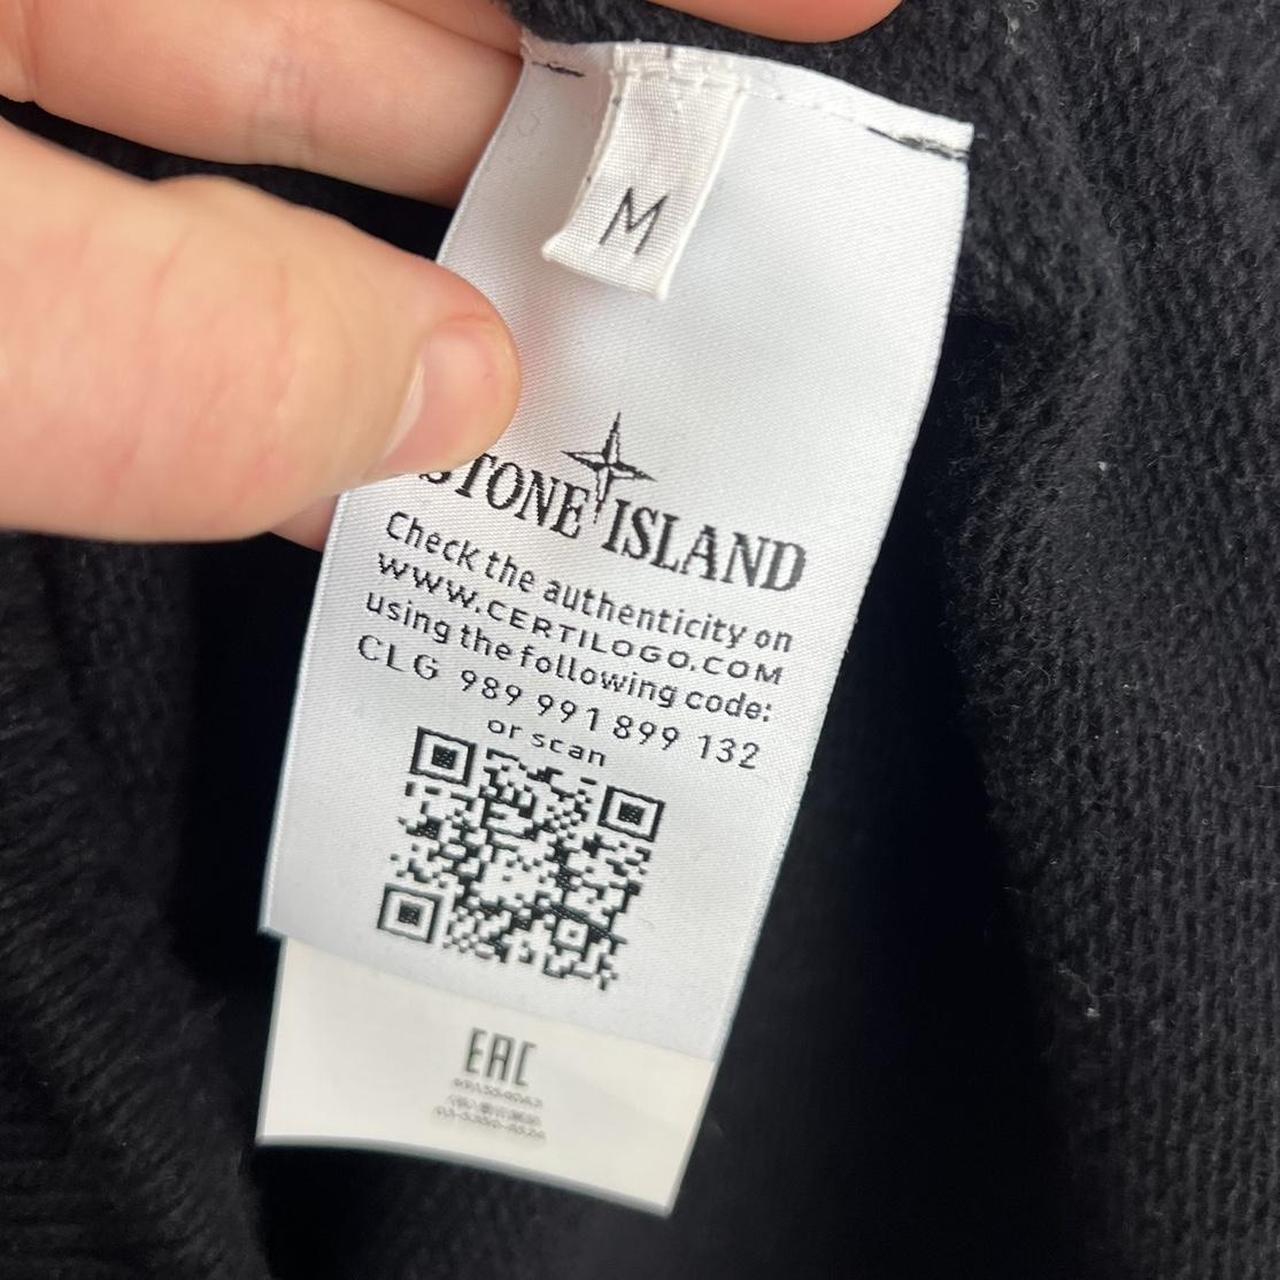 M
STONE ISLAND
Check the authenticity on
WWW.CERTILOGO.COM
using the following code:
CLG 989 991 899 132
or scan
EAC